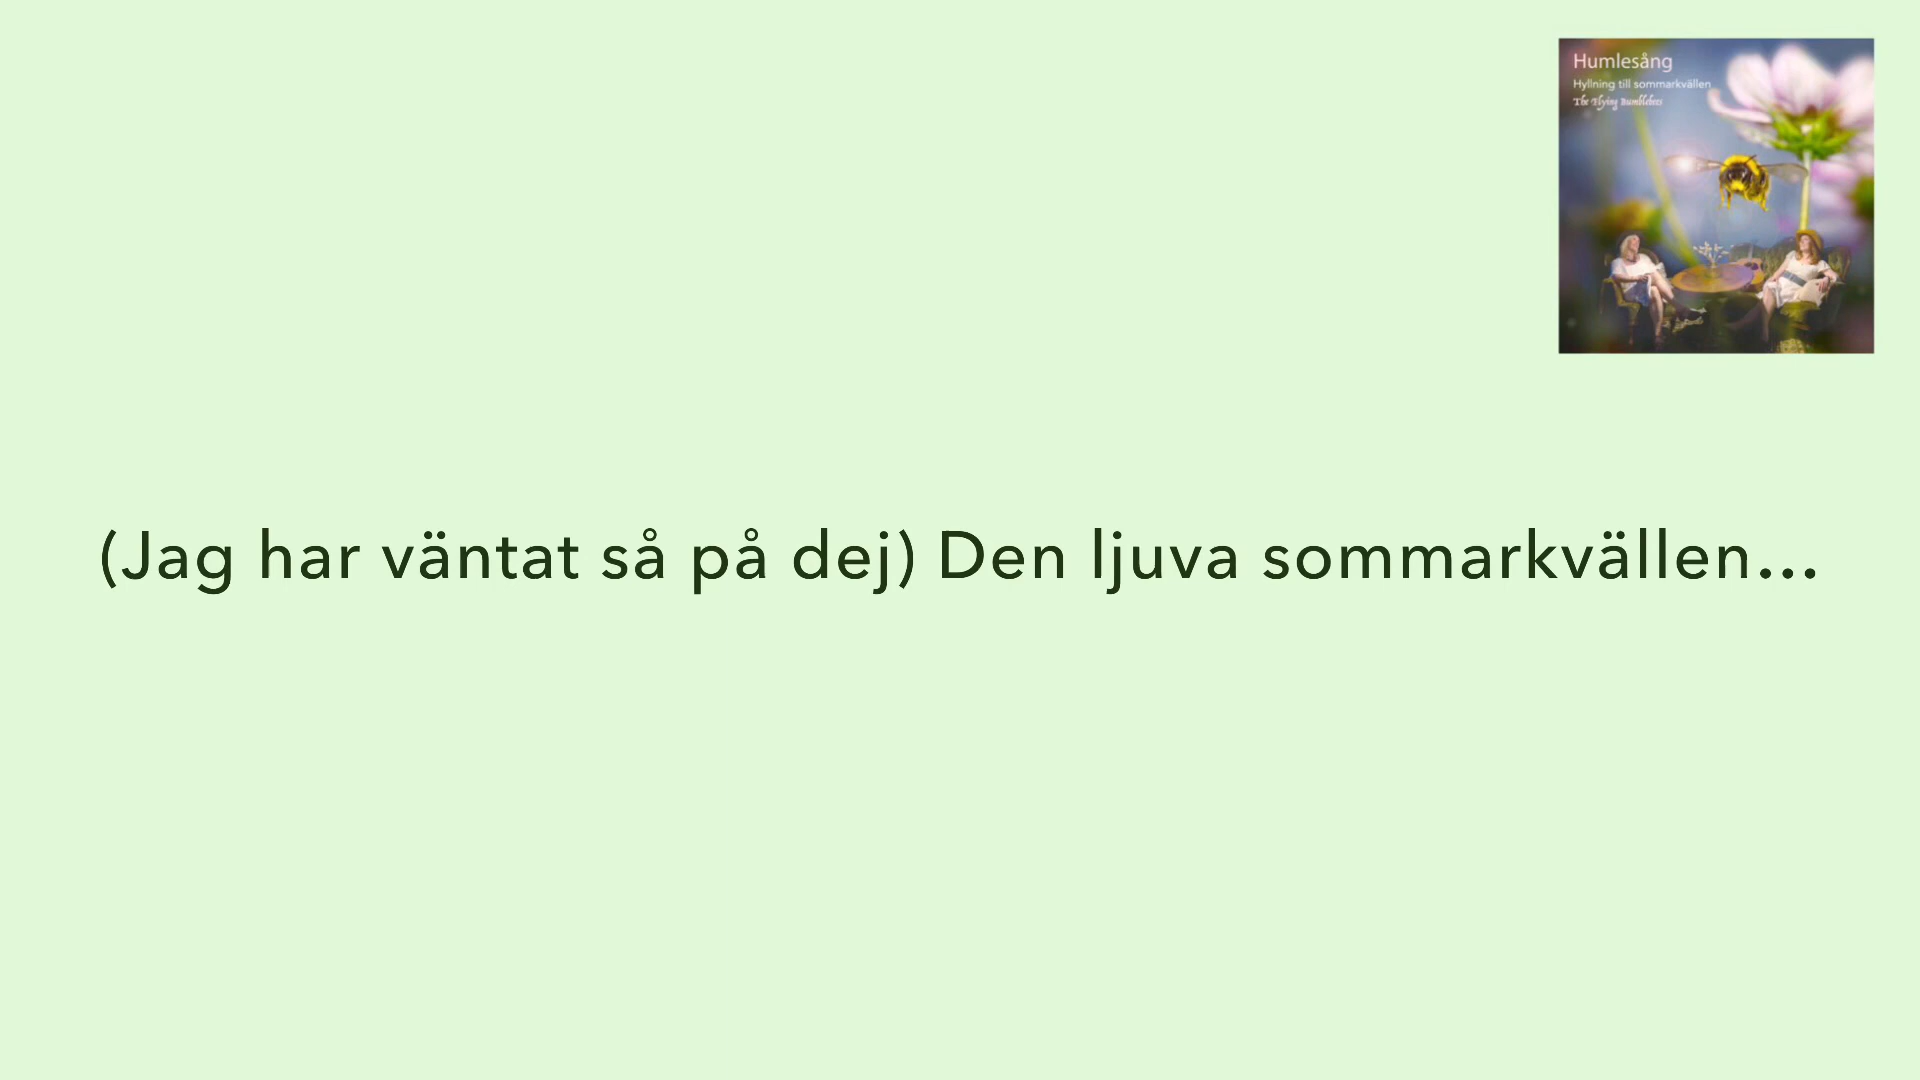 Humlesång
Hyllning till sommarkvällen
The Flying Bumblebees
(Jag har väntat så på dej) Den ljuva sommarkvällen...